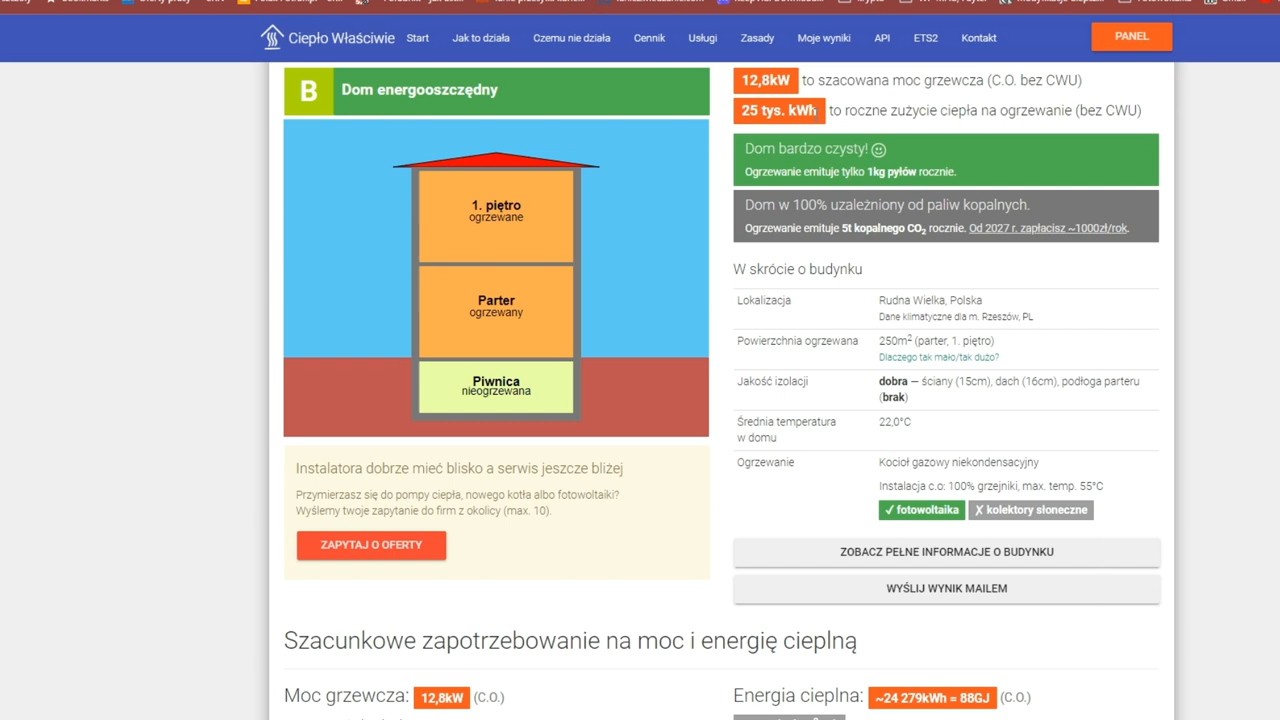 Ciepło Właściwie
Start
Jak to działa
Czemu nie działa
Cennik
Usługi
Zasady
Moje wyniki
API
ETS2
Kontakt
PANEL
B
Dom energooszczędny
1. piętro
ogrzewane
Parter
ogrzewany
Piwnica
nieogrzewana
Instalatora dobrze mieć blisko a serwis jeszcze bliżej
Przymierzasz się do pompy ciepła, nowego kotła albo fotowoltaiki?
Wyślemy twoje zapytanie do firm z okolicy (max. 10).
ZAPYTAJ O OFERTY
12,8kW to szacowana moc grzewcza (C.O. bez CWU)
25 tys. kWh to roczne zużycie ciepła na ogrzewanie (bez CWU)
Dom bardzo czysty!
Ogrzewanie emituje tylko 1kg pyłów rocznie.
Dom w 100% uzależniony od paliw kopalnych.
Ogrzewanie emituje 5t kopalnego CO₂ rocznie. Od 2027 r. zapłacisz ~1000zł/rok.
W skrócie o budynku
Lokalizacja
Rudna Wielka, Polska
Dane klimatyczne dla m. Rzeszów, PL
Powierzchnia ogrzewana
250m² (parter, 1. piętro)
Dlaczego tak mało/tak dużo?
Jakość izolacji
dobra — ściany (15cm), dach (16cm), podłoga parteru
(brak)
Średnia temperatura
w domu
22,0°C
Ogrzewanie
Kocioł gazowy niekondensacyjny
Instalacja c.o: 100% grzejniki, max. temp. 55°C
✓ fotowoltaika
✗ kolektory słoneczne
ZOBACZ PEŁNE INFORMACJE O BUDYNKU
WYŚLIJ WYNIK MAILEM
Szacunkowe zapotrzebowanie na moc i energię cieplną
Moc grzewcza: 12,8kW (C.O.)
Energia cieplna: ~24 279kWh = 88GJ (C.O.)